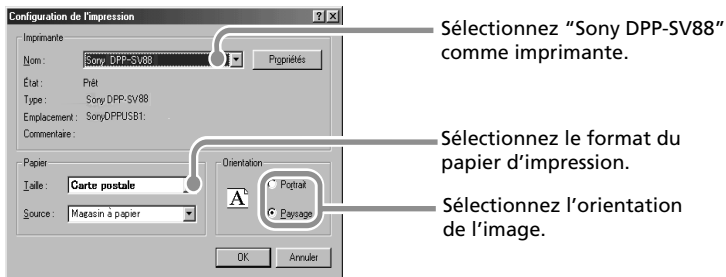 Configuration de l'impression
Imprimante
Nom :
Sony DPP-SV88
Propriétés
État :
Prêt
Type :
Sony DPP-SV88
Emplacement :
SonyDPPUSB1:
Commentaire :
Papier
Taille :
Carte postale
Source :
Magasin à papier
Orientation
A
Portrait
Paysage
OK
Annuler
Sélectionnez “Sony DPP-SV88”
comme imprimante.
Sélectionnez le format du
papier d’impression.
Sélectionnez l’orientation
de l’image.